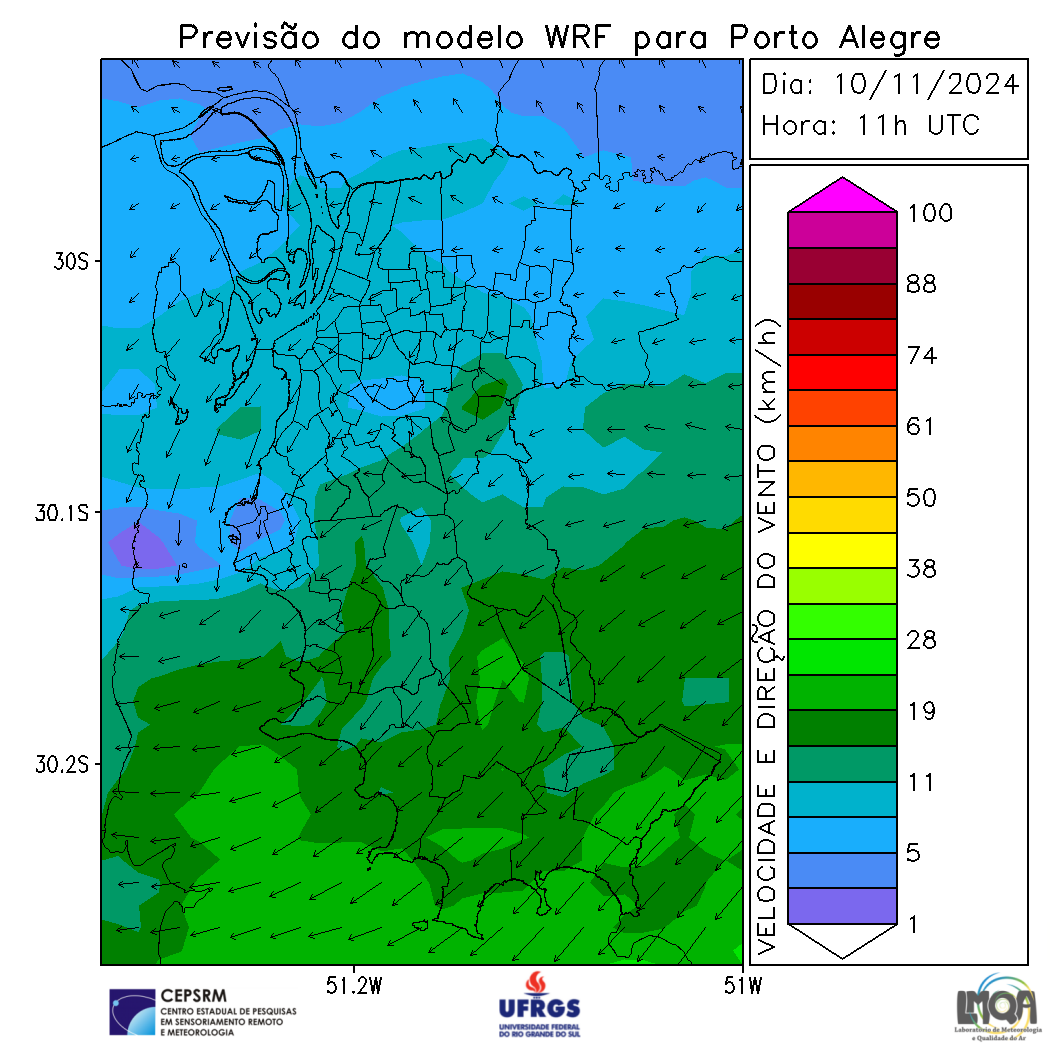 Previsão do modelo WRF para Porto Alegre
Dia: 10/11/2024
Hora: 11h UTC
30S
30.1S
30.2S
51.2W
51W
VELOCIDADE E DIREÇÃO DO VENTO (km/h)
100
88
74
61
50
38
28
19
11
5
1
CEPSRM
CENTRO ESTADUAL DE PESQUISAS
EM SENSORIAMENTO REMOTO
E METEOROLOGIA
UFRGS
UNIVERSIDADE FEDERAL
DO RIO GRANDE DO SUL
LMQA
Laboratório de Meteorologia
e Qualidade do Ar